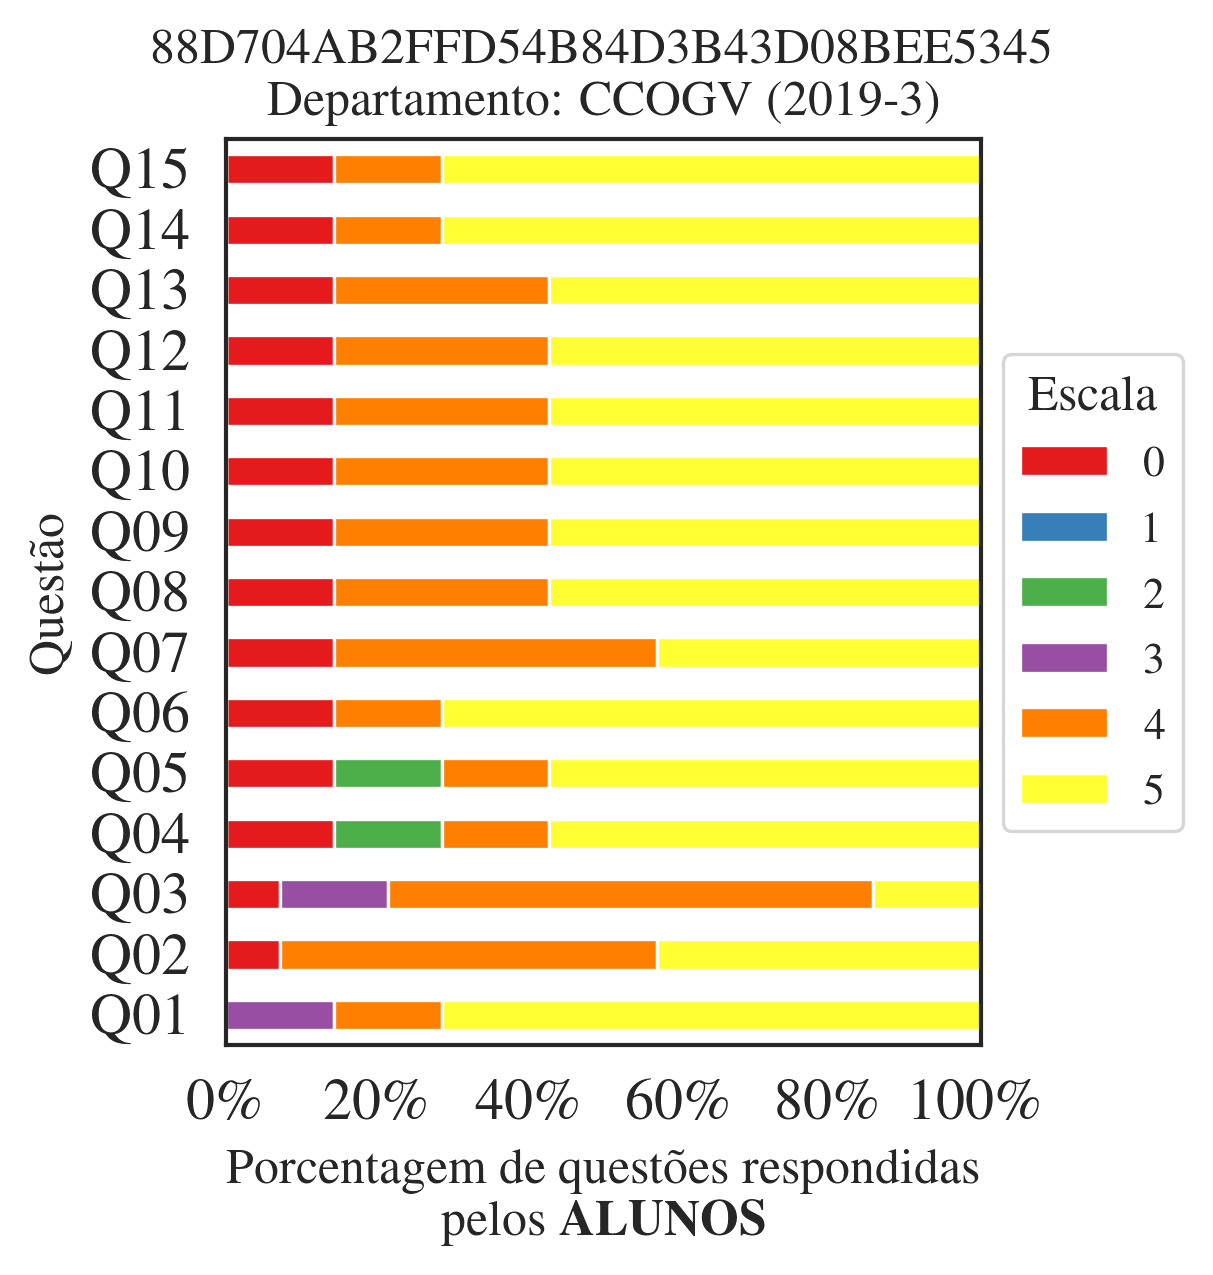 88D704AB2FFD54B84D3B43D08BEE5345
Departamento: CCOGV (2019-3)
Q15
Q14
Q13
Q12
Q11
Q10
Q09
Q08
Q07
Q06
Q05
Q04
Q03
Q02
Q01
Questão
0% 20% 40% 60% 80% 100%
Porcentagem de questões respondidas
pelos ALUNOS
Escala
0
1
2
3
4
5